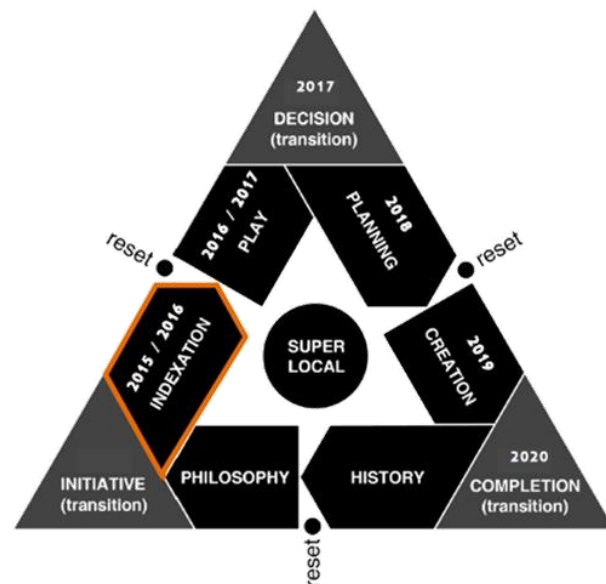 2017
DECISION
(transition)
2016 / 2017
PLAY
2018
PLANNING
reset
reset
2015 / 2016
INDEXATION
SUPER
LOCAL
2019
CREATION
INITIATIVE
(transition)
PHILOSOPHY
HISTORY
2020
COMPLETION
(transition)
reset